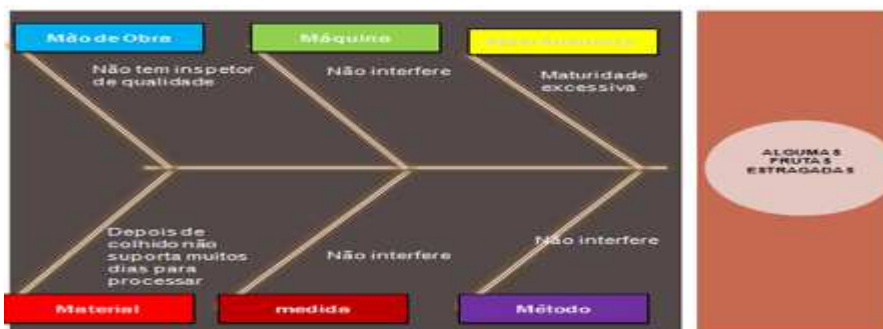 Mão de Obra
Máquina
Não tem inspetor
de qualidade
Não interfere
Maturidade
excessiva
ALGUMAS
FRUTAS
ESTRAGADAS
Depois de
colhido não
suporta muitos
dias para
processar
Não interfere
Não interfere
Material
medida
Método